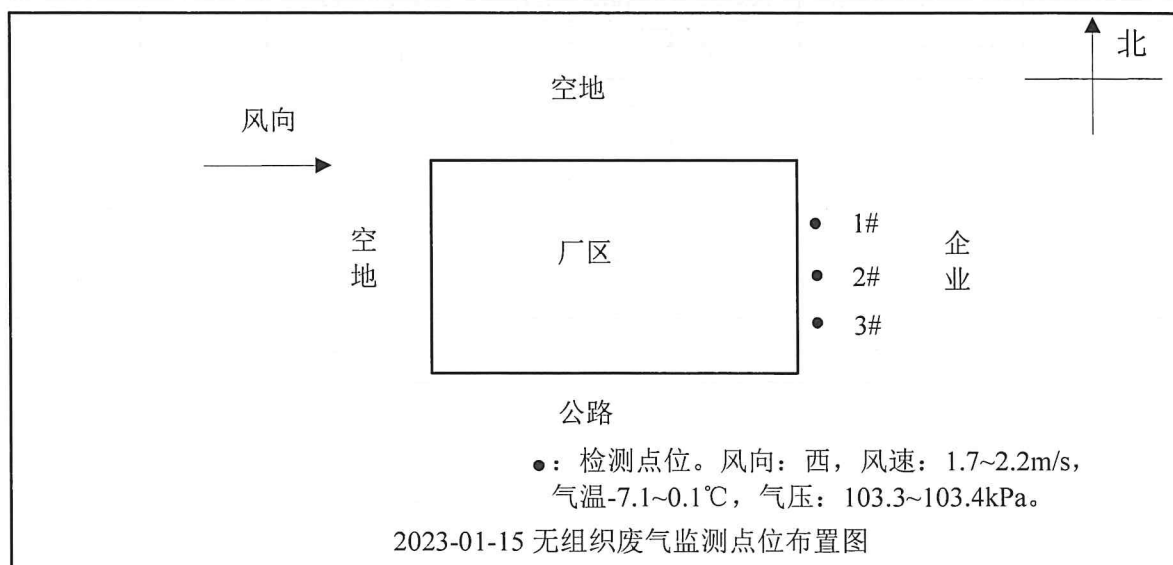 北
空地
风向
空地
厂区
1#
2#
3#
企业
公路
●：检测点位。风向：西，风速：1.7~2.2m/s，
气温-7.1~0.1℃，气压：103.3~103.4kPa。
2023-01-15 无组织废气监测点位布置图